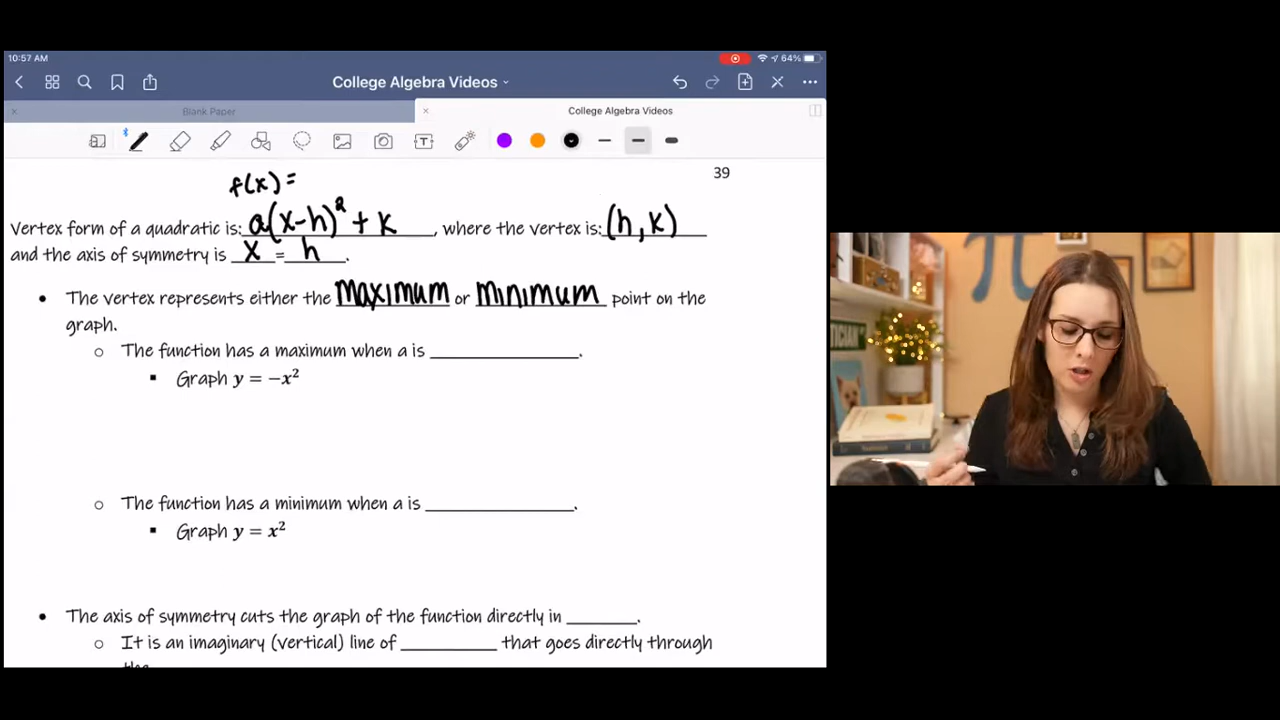 10:57 AM
64%
College Algebra Videos
Blank Paper
College Algebra Videos
39
f(x) =
Vertex form of a quadratic is: a(x-h)² + k, where the vertex is: (h, k)
and the axis of symmetry is x = h.
• The vertex represents either the maximum or minimum point on the
graph.
○ The function has a maximum when a is ____________.
▪ Graph y = −x²
○ The function has a minimum when a is ____________.
▪ Graph y = x²
• The axis of symmetry cuts the graph of the function directly in ______.
○ It is an imaginary (vertical) line of ________ that goes directly through
TICIAN